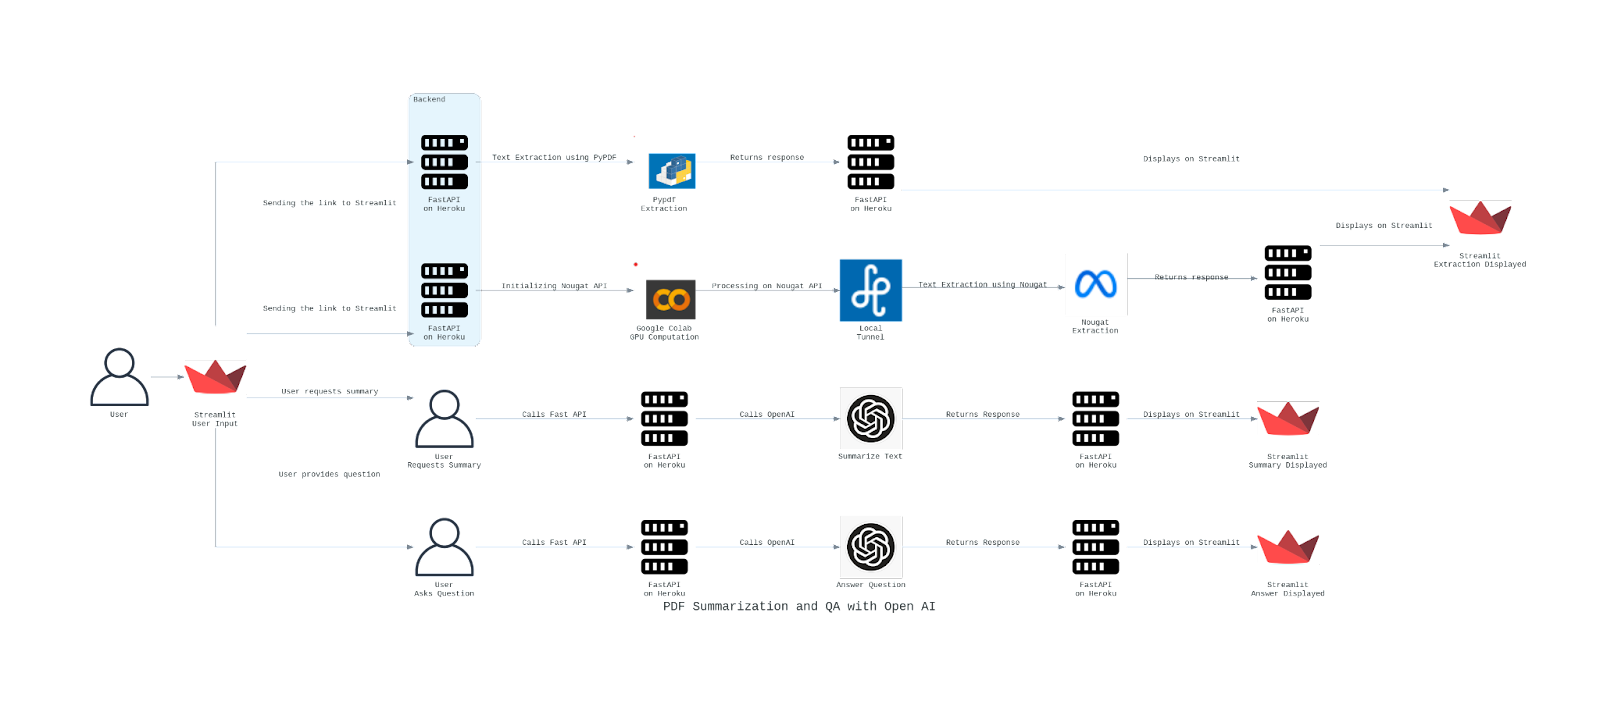 Backend
FastAPI
on Heroku
Text Extraction using PyPDF
Pypdf
Extraction
Returns response
FastAPI
on Heroku
Displays on Streamlit
Sending the link to Streamlit
Displays on Streamlit
Streamlit
Extraction Displayed
Sending the link to Streamlit
FastAPI
on Heroku
Initializing Nougat API
Google Colab
GPU Computation
Processing on Nougat API
Local
Tunnel
Text Extraction using Nougat
Nougat
Extraction
Returns response
FastAPI
on Heroku
User
Streamlit
User Input
User requests summary
User
Requests Summary
Calls Fast API
FastAPI
on Heroku
Calls OpenAI
Summarize Text
Returns Response
FastAPI
on Heroku
Displays on Streamlit
Streamlit
Summary Displayed
User provides question
User
Asks Question
Calls Fast API
FastAPI
on Heroku
Calls OpenAI
Answer Question
Returns Response
FastAPI
on Heroku
Displays on Streamlit
Streamlit
Answer Displayed
PDF Summarization and QA with Open AI